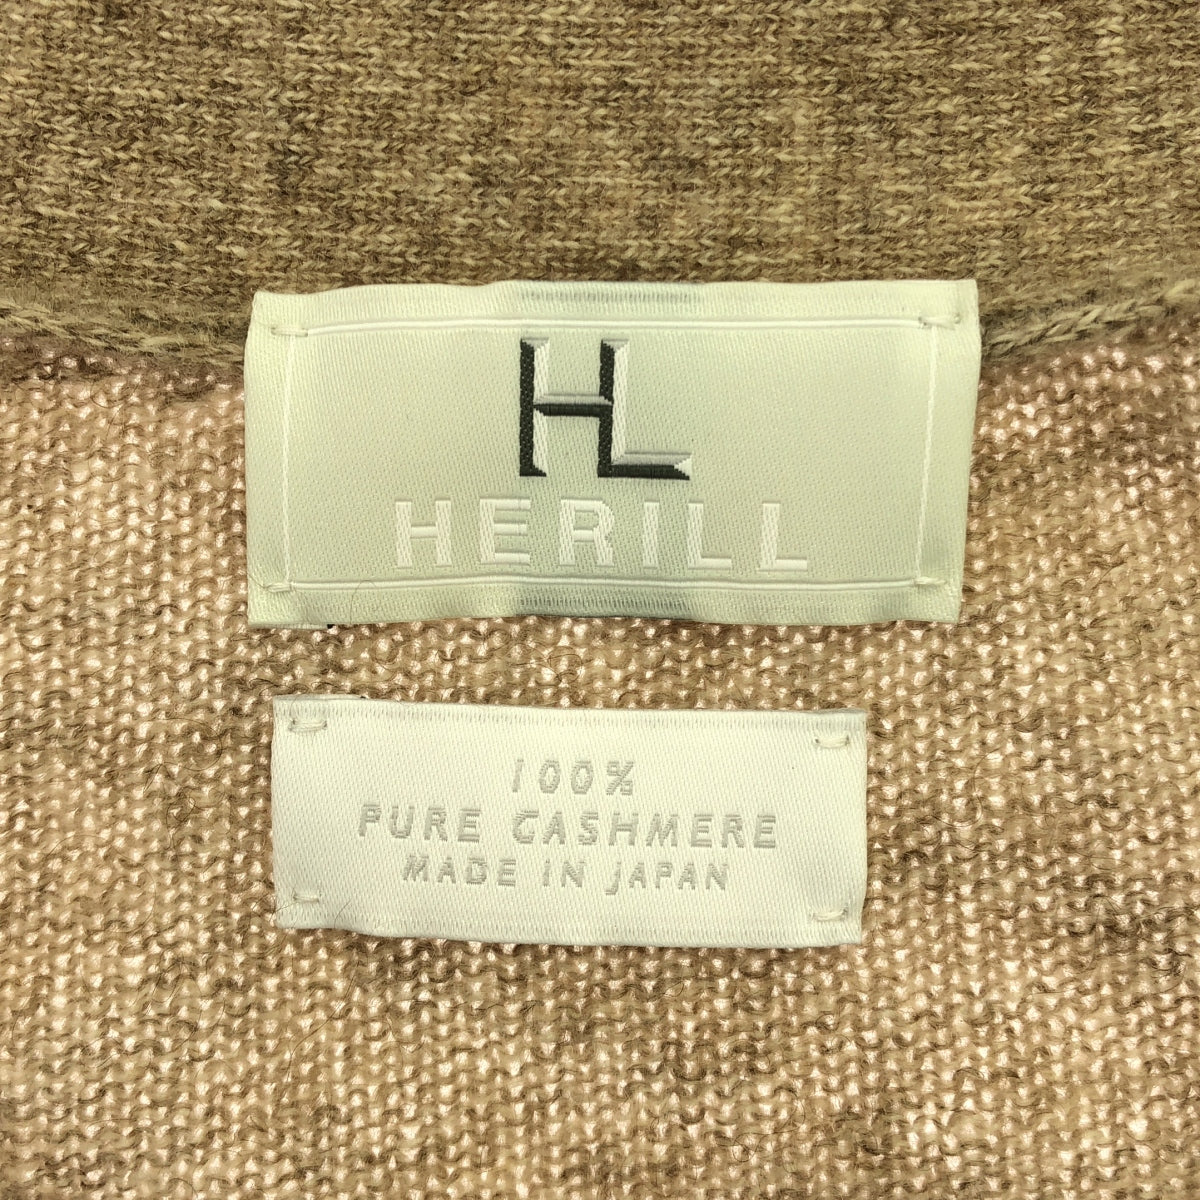 HL
HERILL
100%
PURE CASHMERE
MADE IN JAPAN